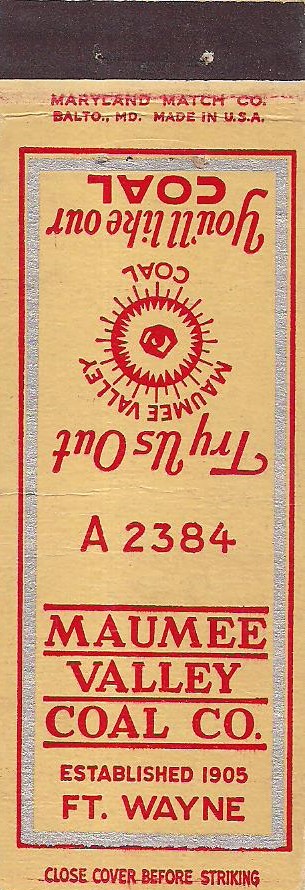 MARYLAND MATCH CO.
BALTO., MD. MADE IN U.S.A.
Try Us Out
MAUMEE VALLEY
COAL
You'll like our
COAL
A 2384
MAUMEE
VALLEY
COAL CO.
ESTABLISHED 1905
FT. WAYNE
CLOSE COVER BEFORE STRIKING